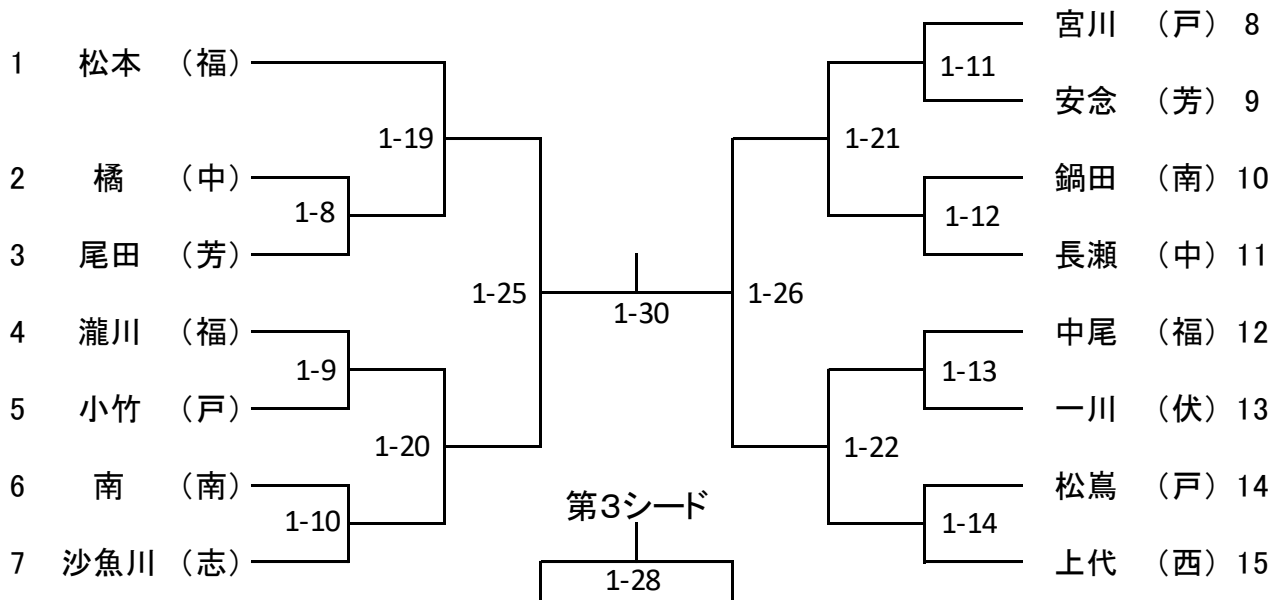 1 松本 （福）
2 橘 （中）
3 尾田 （芳）
4 瀧川 （福）
5 小竹 （戸）
6 南 （南）
7 沙魚川 （志）
1-8
1-9
1-10
1-19
1-20
1-25
1-30
第3シード
1-28
1-26
1-21
1-22
1-11
1-12
1-13
1-14
宮川 （戸） 8
安念 （芳） 9
鍋田 （南） 10
長瀬 （中） 11
中尾 （福） 12
一川 （伏） 13
松嶌 （戸） 14
上代 （西） 15